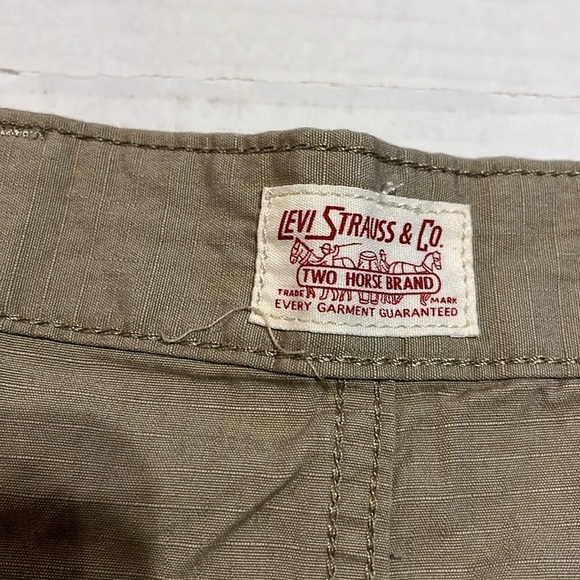 LEVI STRAUSS & CO.
TWO HORSE BRAND
TRADE MARK
EVERY GARMENT GUARANTEED